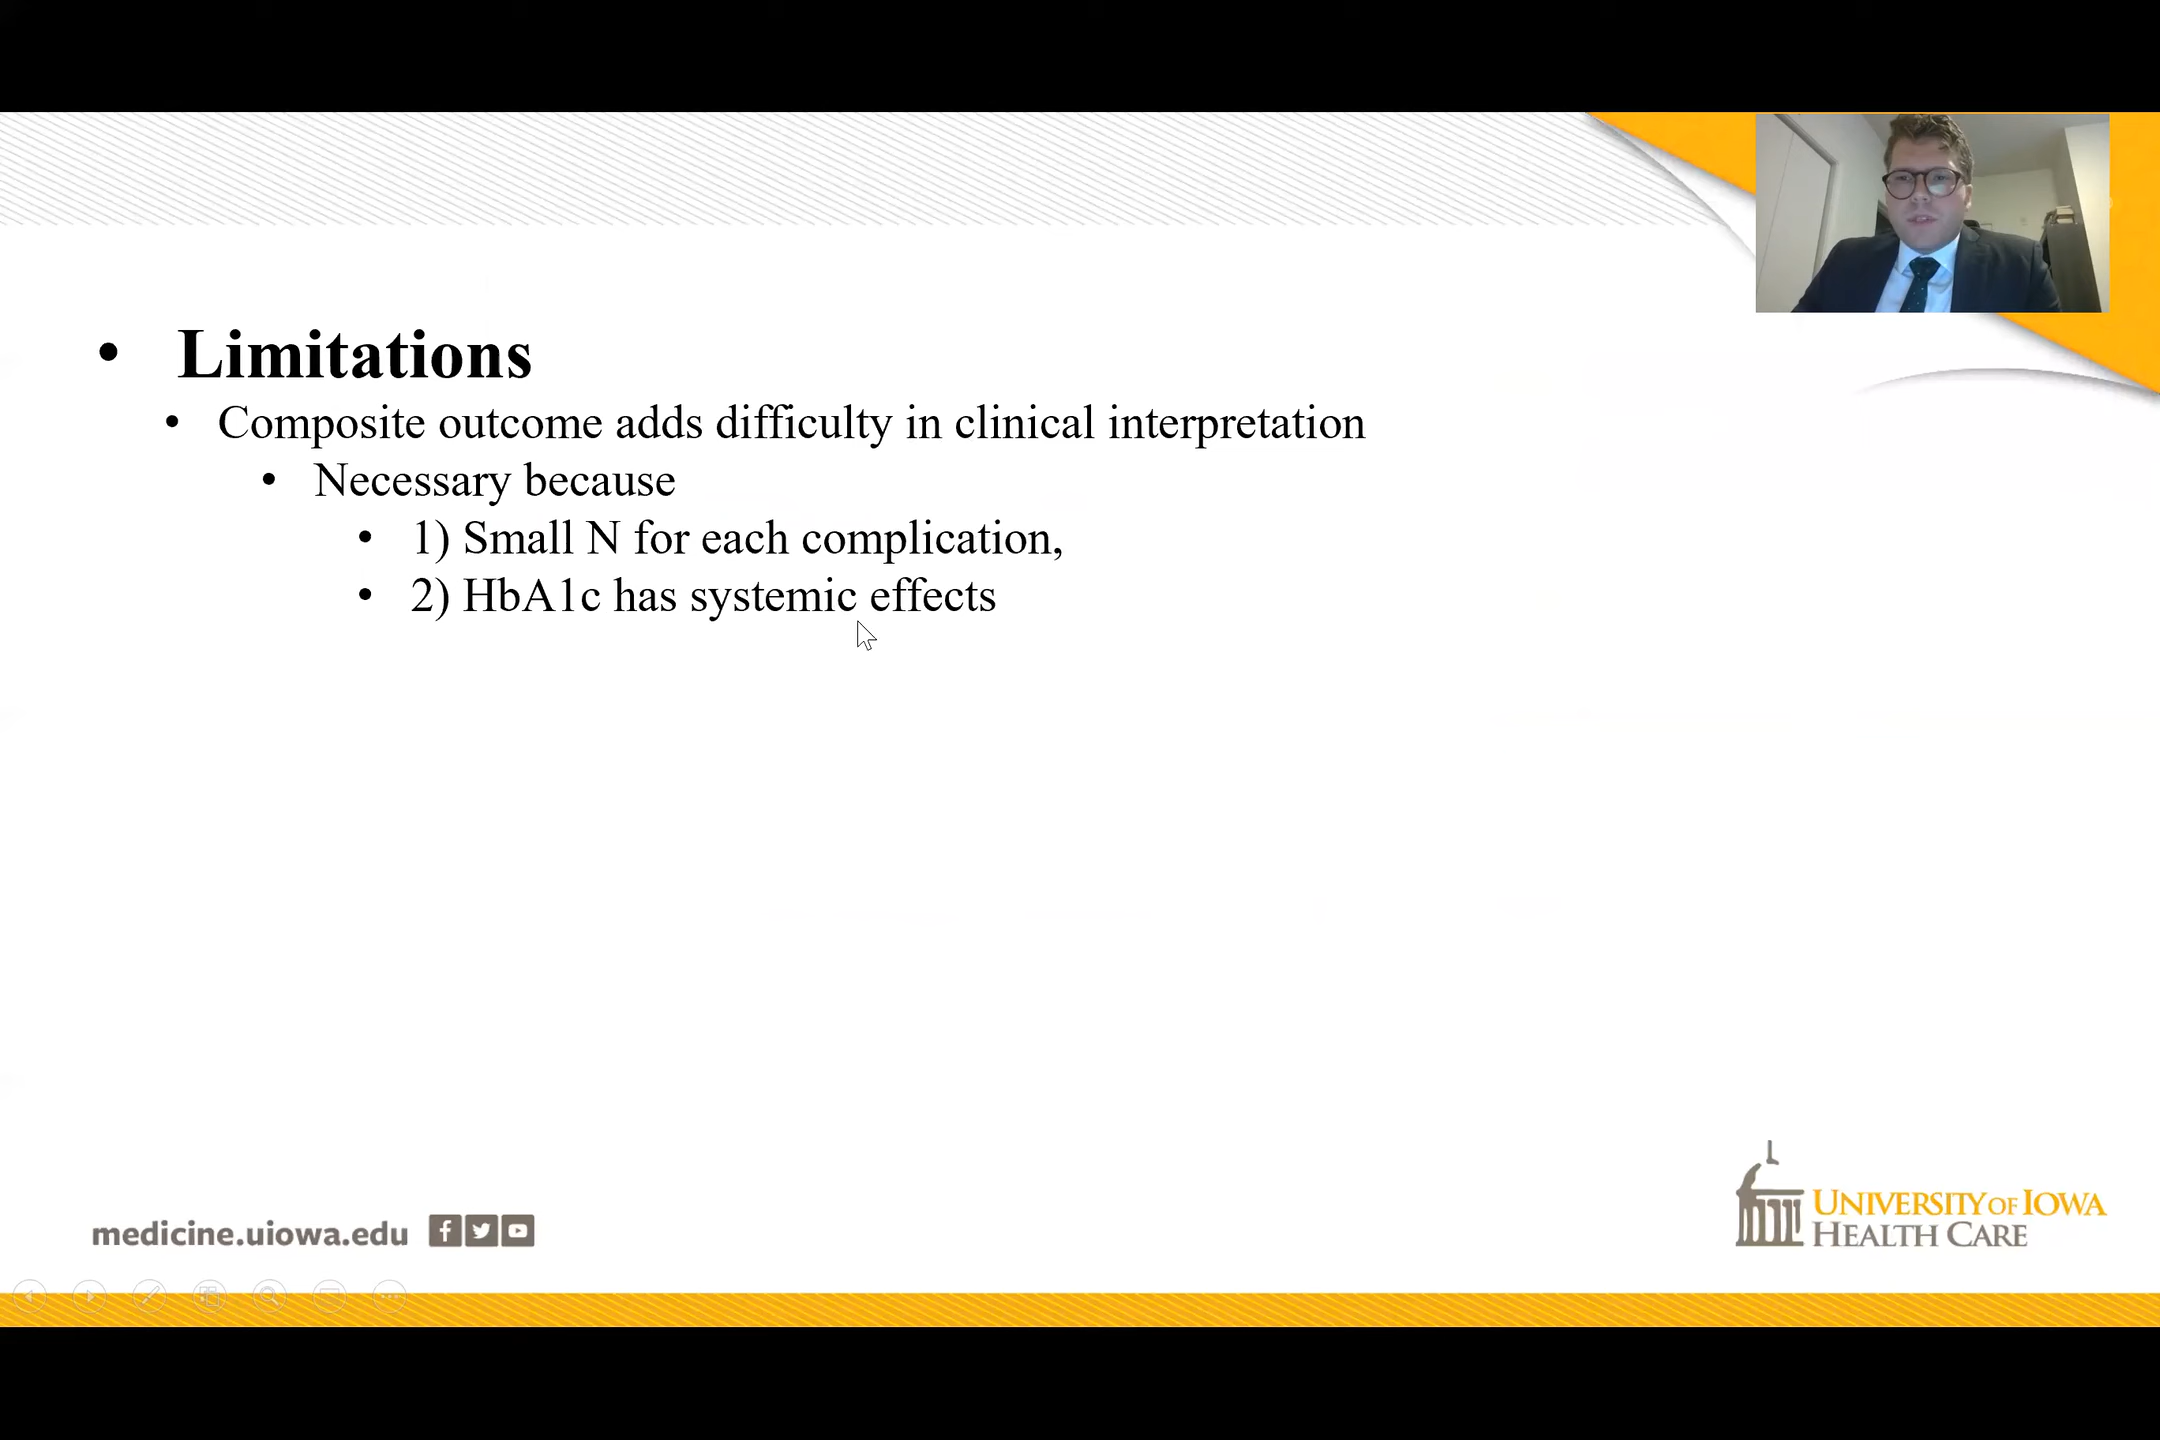 • Limitations
• Composite outcome adds difficulty in clinical interpretation
• Necessary because
• 1) Small N for each complication,
• 2) HbA1c has systemic effects
medicine.uiowa.edu
UNIVERSITY OF IOWA
HEALTH CARE